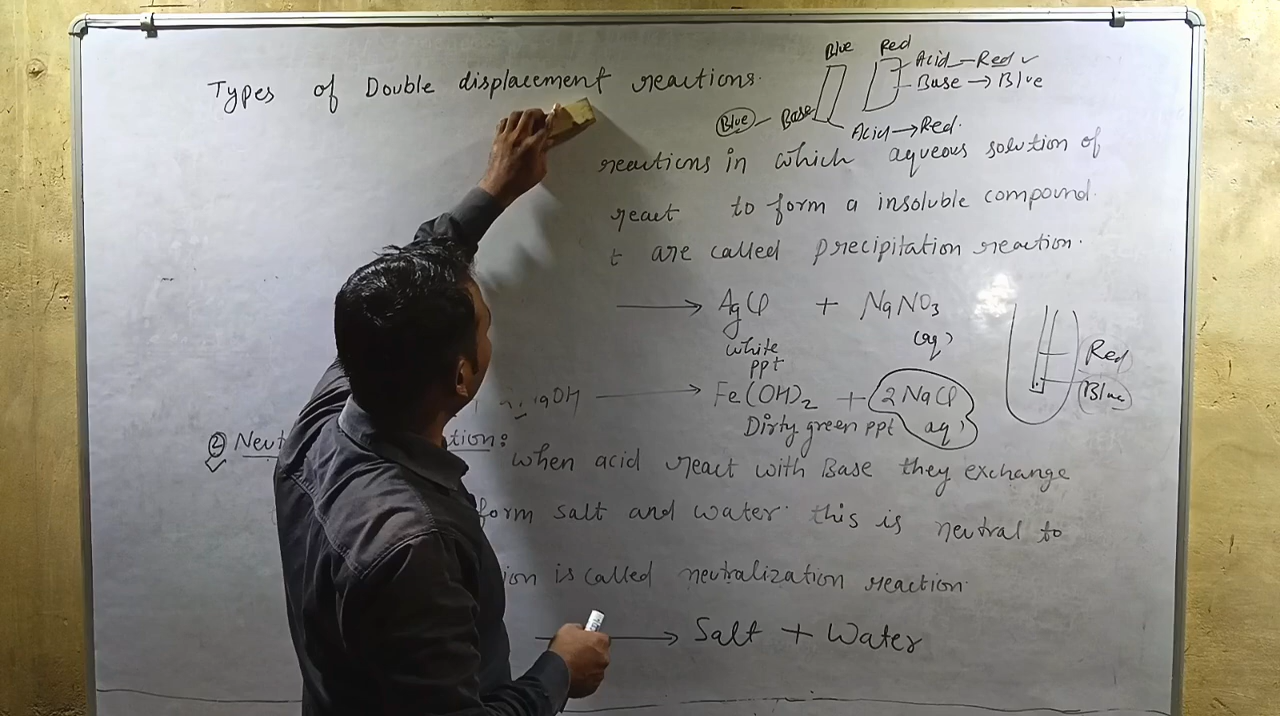 Types of Double displacement reactions.
Blue Red
Acid – Red ✓
Base → Blue
Blue – Base
Acid → Red.
reactions in which aqueous solution of
react to form a insoluble compound.
t are called precipitation reaction.
→ AgCl + NaNO3
(aq)
white
ppt
OH → Fe(OH)2 + 2NaCl
Dirty green ppt aq)
Red
Blue
② Neut tion:
when acid react with Base they exchange
form salt and water. this is neutral to
ion is called neutralization reaction.
→ Salt + Water